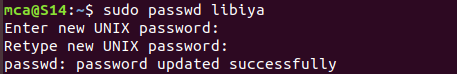 mca@S14:~$ sudo passwd libiya
Enter new UNIX password:
Retype new UNIX password:
passwd: password updated successfully